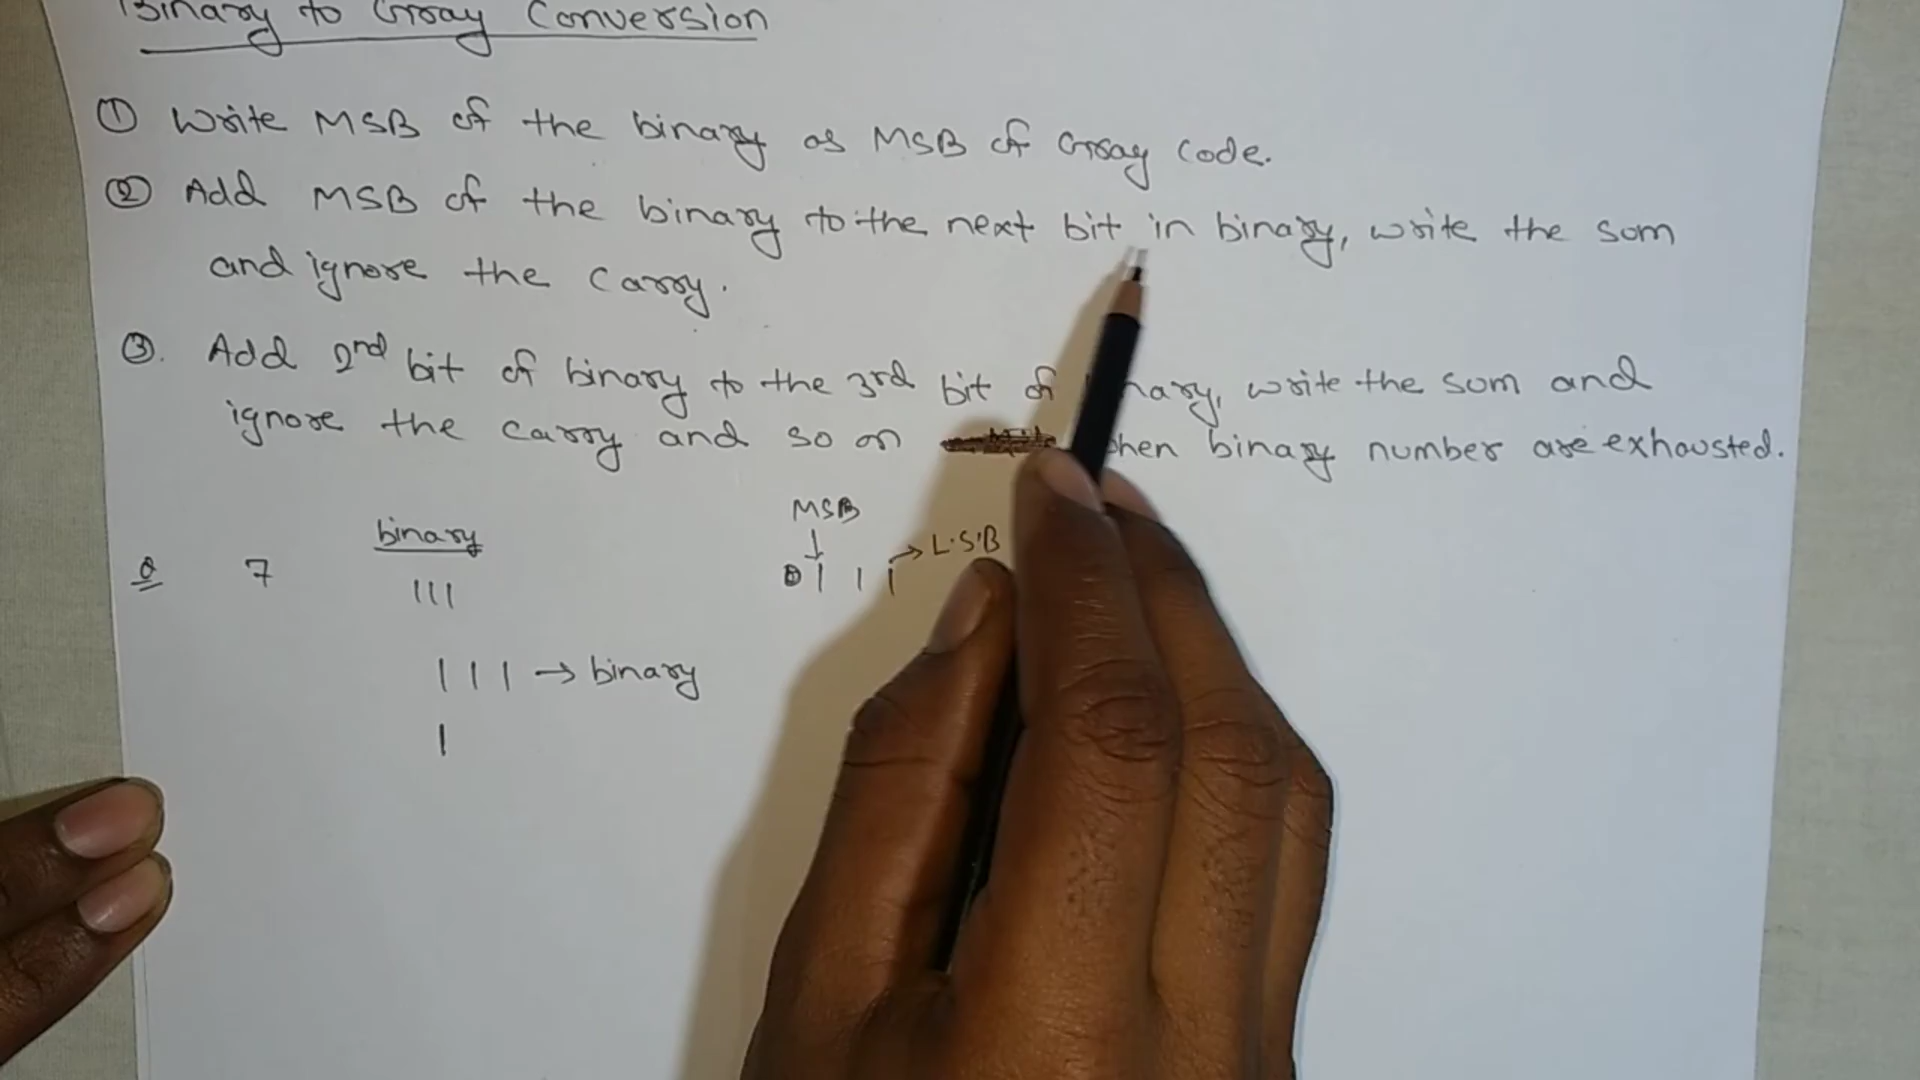 Binary to Gray Conversion
① Write MSB of the binary as MSB of Gray Code.
② Add MSB of the binary to the next bit in binary, write the sum
and ignore the carry.
③. Add 2nd bit of binary to the 3rd bit of write the sum and
ignore the carry and so on binary number are exhausted.
binary
MSB
Q 7 111
0 1 1 1 → L.S.B
1 1 1 → binary
1